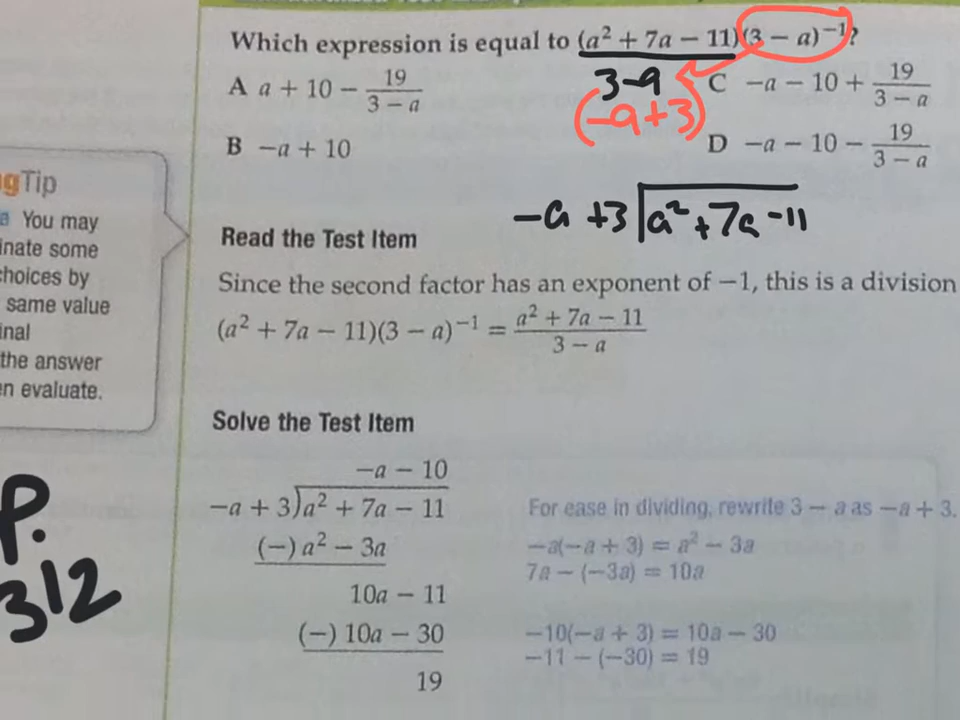 Which expression is equal to (a² + 7a − 11)(3 − a)⁻¹?
3-a
(-a+3)
A a + 10 − 19/(3 − a)
C −a − 10 + 19/(3 − a)
B −a + 10
D −a − 10 − 19/(3 − a)
-a +3 a² +7a -11
gTip
a You may
inate some
choices by
same value
inal
the answer
en evaluate.
Read the Test Item
Since the second factor has an exponent of −1, this is a division
(a² + 7a − 11)(3 − a)⁻¹ = (a² + 7a − 11)/(3 − a)
Solve the Test Item
−a − 10
−a + 3)a² + 7a − 11
For ease in dividing, rewrite 3 − a as −a + 3.
(−) a² − 3a
−a(−a + 3) = a² − 3a
10a − 11
7a − (−3a) = 10a
(−) 10a − 30
−10(−a + 3) = 10a − 30
19
−11 − (−30) = 19
P.
312